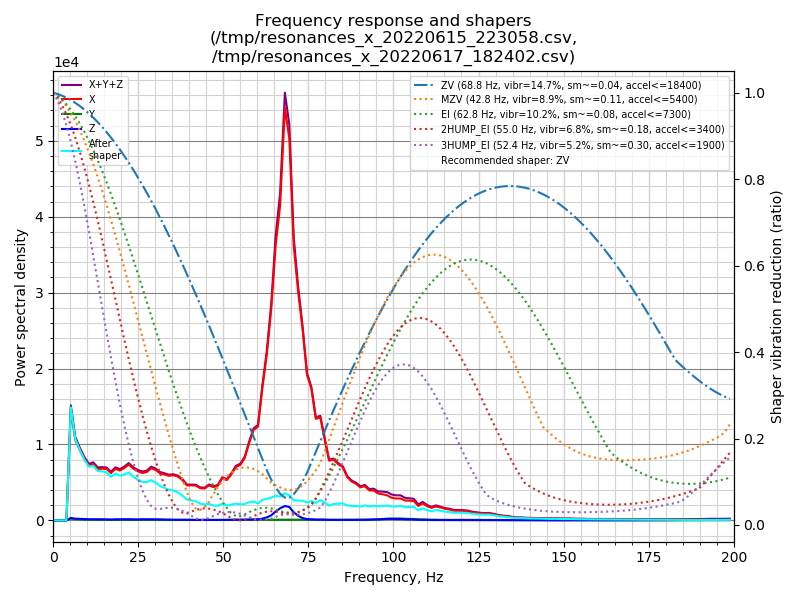 Frequency response and shapers
(/tmp/resonances_x_20220615_223058.csv,
/tmp/resonances_x_20220617_182402.csv)
1e4
X+Y+Z
X
Y
Z
After
shaper
ZV (68.8 Hz, vibr=14.7%, sm~=0.04, accel<=18400)
MZV (42.8 Hz, vibr=8.9%, sm~=0.11, accel<=5400)
EI (62.8 Hz, vibr=10.2%, sm~=0.08, accel<=7300)
2HUMP_EI (55.0 Hz, vibr=6.8%, sm~=0.18, accel<=3400)
3HUMP_EI (52.4 Hz, vibr=5.2%, sm~=0.30, accel<=1900)
Recommended shaper: ZV
Power spectral density
5
4
3
2
1
0
1.0
0.8
0.6
0.4
0.2
0.0
Shaper vibration reduction (ratio)
0 25 50 75 100 125 150 175 200
Frequency, Hz